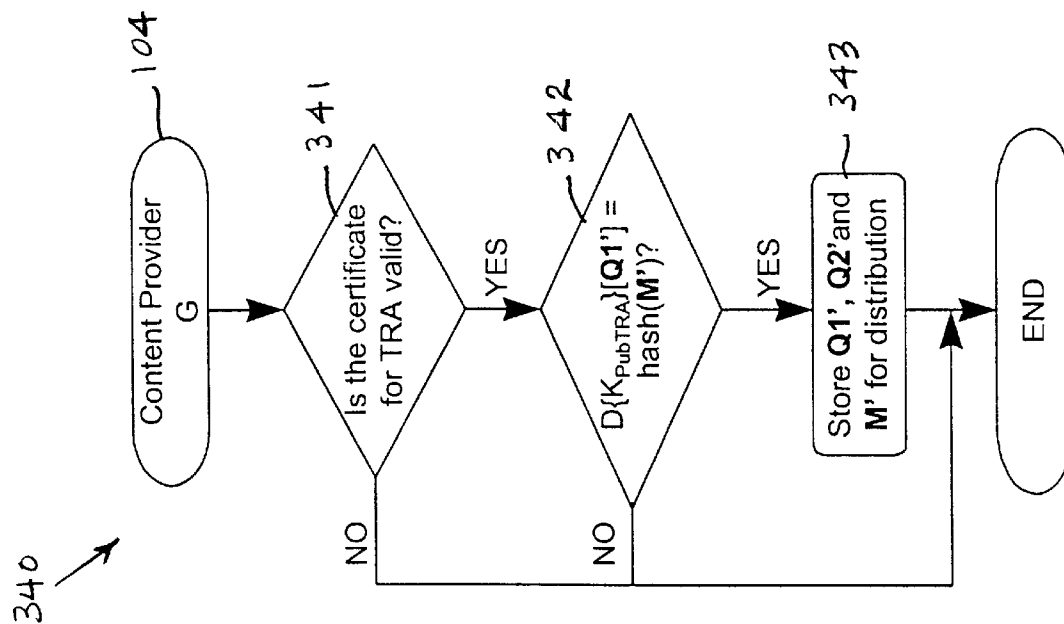 340
Content Provider
G
104
Is the certificate
for TRA valid?
341
NO
YES
D{KPubTRA}[Q1'] =
hash(M')?
342
NO
YES
Store Q1', Q2'and
M' for distribution
343
END